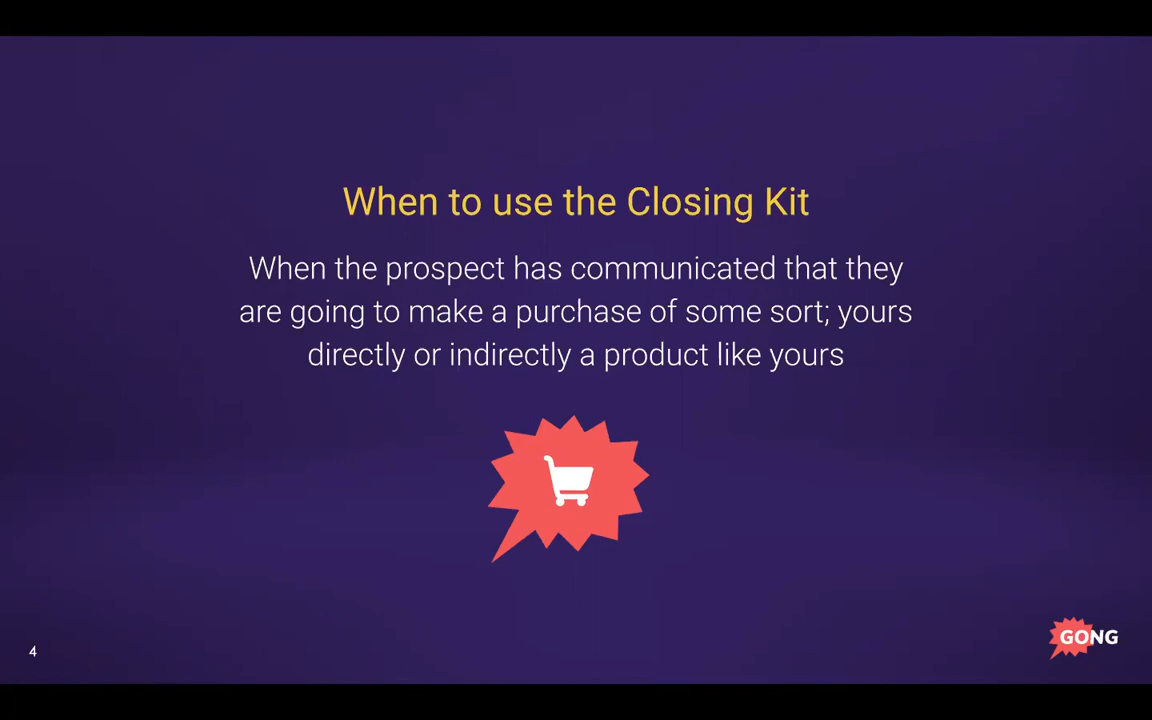 When to use the Closing Kit
When the prospect has communicated that they
are going to make a purchase of some sort; yours
directly or indirectly a product like yours
4
GONG